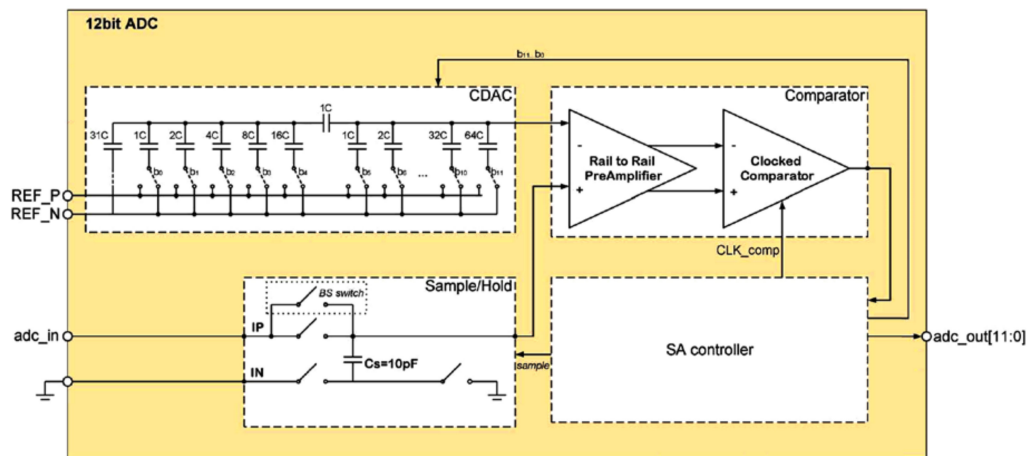 12bit ADC
b₁₁..b₀
CDAC
1C
31C 1C 2C 4C 8C 16C 1C 2C 32C 64C
b₀ b₁ b₂ b₃ b₄ b₅ b₆ ... b₁₀ b₁₁
REF_P
REF_N
Comparator
-
Rail to Rail
PreAmplifier
+
-
Clocked
Comparator
+
CLK_comp
BS switch
Sample/Hold
adc_in
IP
Cs=10pF
IN
sample
SA controller
adc_out[11:0]